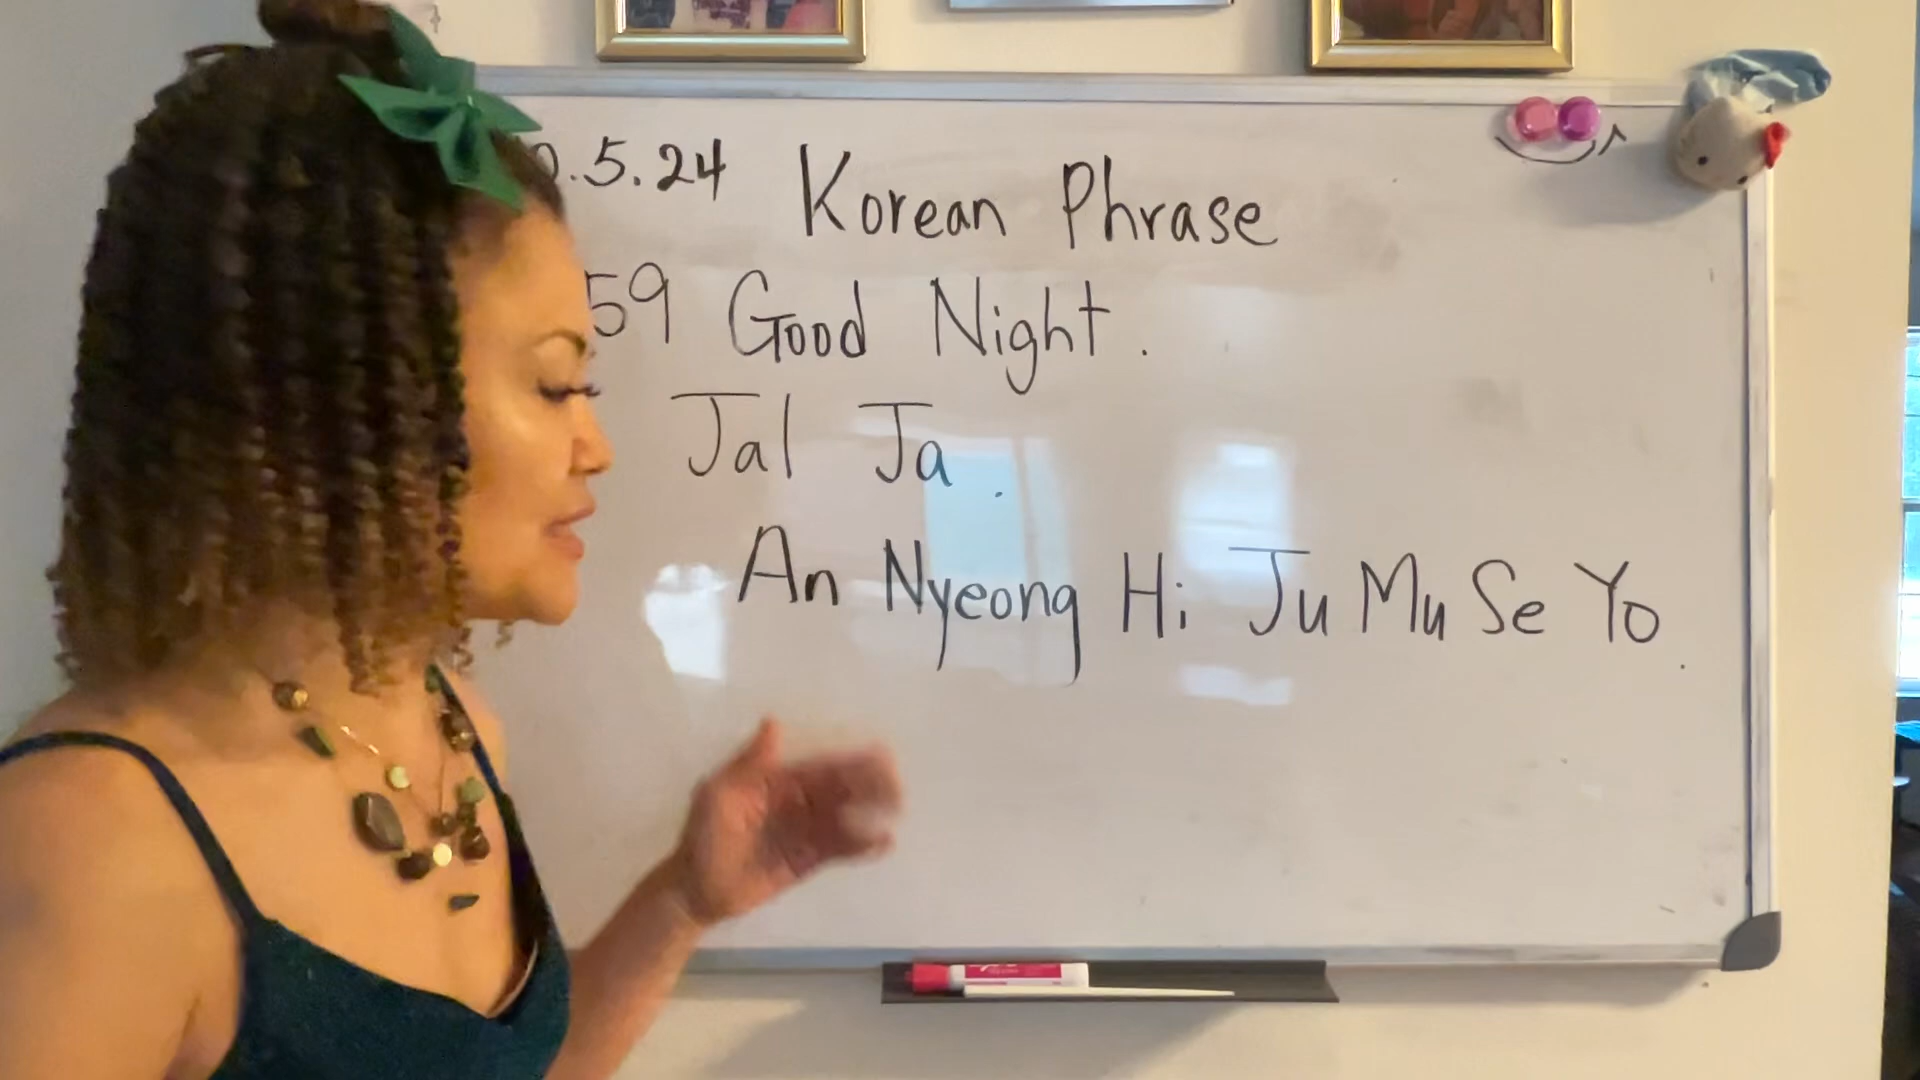 .5.24 Korean Phrase
59 Good Night.
Jal Ja.
An Nyeong Hi Ju Mu Se Yo.